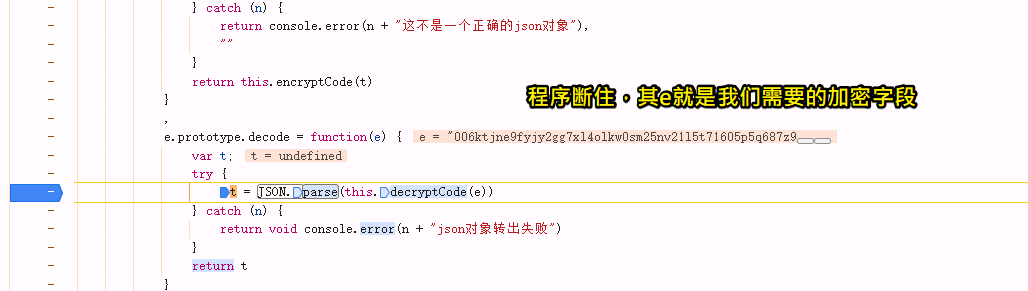 } catch (n) {
return console.error(n + "这不是一个正确的json对象"),
""
}
return this.encryptCode(t)
}
程序断住，其e就是我们需要的加密字段
,
e.prototype.decode = function(e) { e = "006ktjne9fyjy2gg7xl4olkw0sm25nv21l5t71605p5q687z9
var t; t = undefined
try {
t = JSON.parse(this.decryptCode(e))
} catch (n) {
return void console.error(n + "json对象转出失败")
}
return t
}